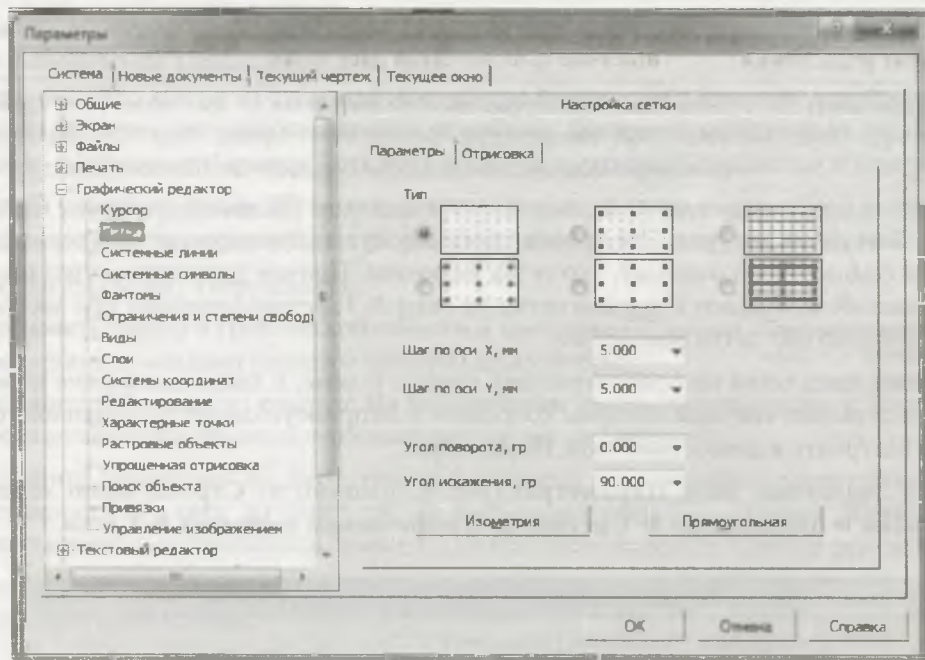 Параметры
Система Новые документы Текущий чертеж Текущее окно
Общие
Экран
Файлы
Печать
Графический редактор
Курсор
Сетка
Системные линии
Системные символы
Фантомы
Ограничения и степени свободы
Виды
Слои
Системы координат
Редактирование
Характерные точки
Растровые объекты
Упрощенная отрисовка
Поиск объекта
Привязки
Управление изображением
Текстовый редактор
Настройка сетки
Параметры Отрисовка
Тип
Шаг по оси X, мм 5.000
Шаг по оси Y, мм 5.000
Угол поворота, гр 0.000
Угол искажения, гр 90.000
Изометрия Прямоугольная
OK Отмена Справка